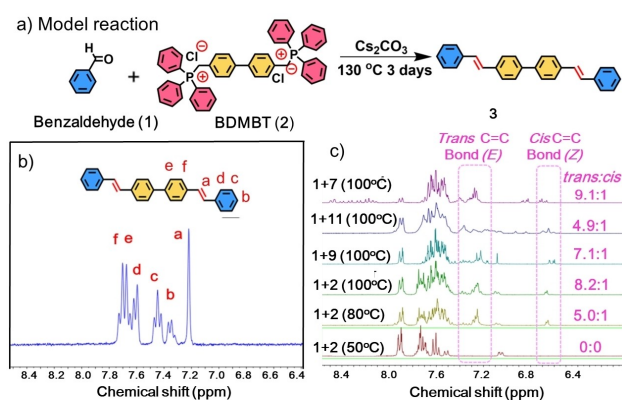 a) Model reaction
H
O
Cl
⊖
P
⊕
Cl
P
⊕
⊖
Cs₂CO₃
130 °C 3 days
+
Benzaldehyde (1)
BDMBT (2)
3
b)
e f
a
d c
b
f e
d
c
b
a
8.4 8.2 8.0 7.8 7.6 7.4 7.2 7.0 6.8 6.6 6.4
Chemical shift (ppm)
c)
Trans C=C
Bond (E)
Cis C=C
Bond (Z)
trans:cis
1+7 (100°C) 9.1:1
1+11 (100°C) 4.9:1
1+9 (100°C) 7.1:1
1+2 (100°C) 8.2:1
1+2 (80°C) 5.0:1
1+2 (50°C) 0:0
8.4 8.0 7.6 7.2 6.8 6.4
Chemical shift (ppm)